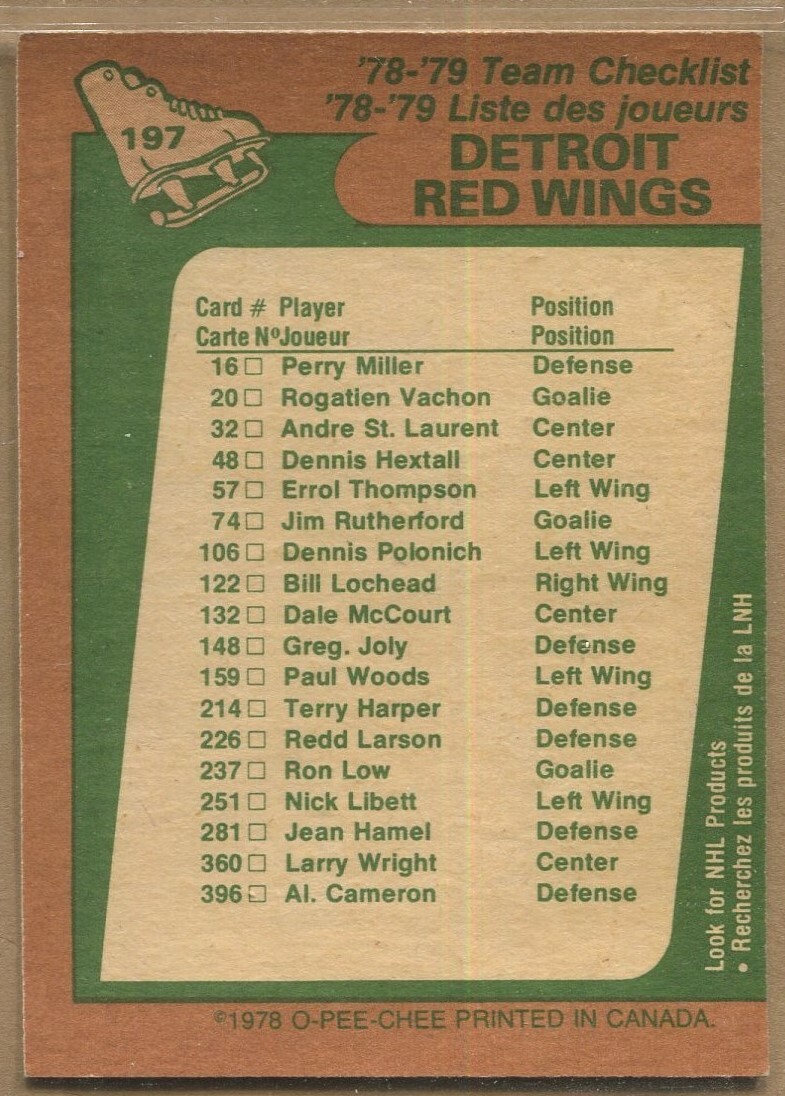 197
'78-'79 Team Checklist
'78-'79 Liste des joueurs
DETROIT
RED WINGS
Card # Player Position
Carte Nº Joueur Position
16 □ Perry Miller Defense
20 □ Rogatien Vachon Goalie
32 □ Andre St. Laurent Center
48 □ Dennis Hextall Center
57 □ Errol Thompson Left Wing
74 □ Jim Rutherford Goalie
106 □ Dennis Polonich Left Wing
122 □ Bill Lochead Right Wing
132 □ Dale McCourt Center
148 □ Greg. Joly Defense
159 □ Paul Woods Left Wing
214 □ Terry Harper Defense
226 □ Redd Larson Defense
237 □ Ron Low Goalie
251 □ Nick Libett Left Wing
281 □ Jean Hamel Defense
360 □ Larry Wright Center
396 □ Al. Cameron Defense
Look for NHL Products
• Recherchez les produits de la LNH
©1978 O-PEE-CHEE PRINTED IN CANADA.